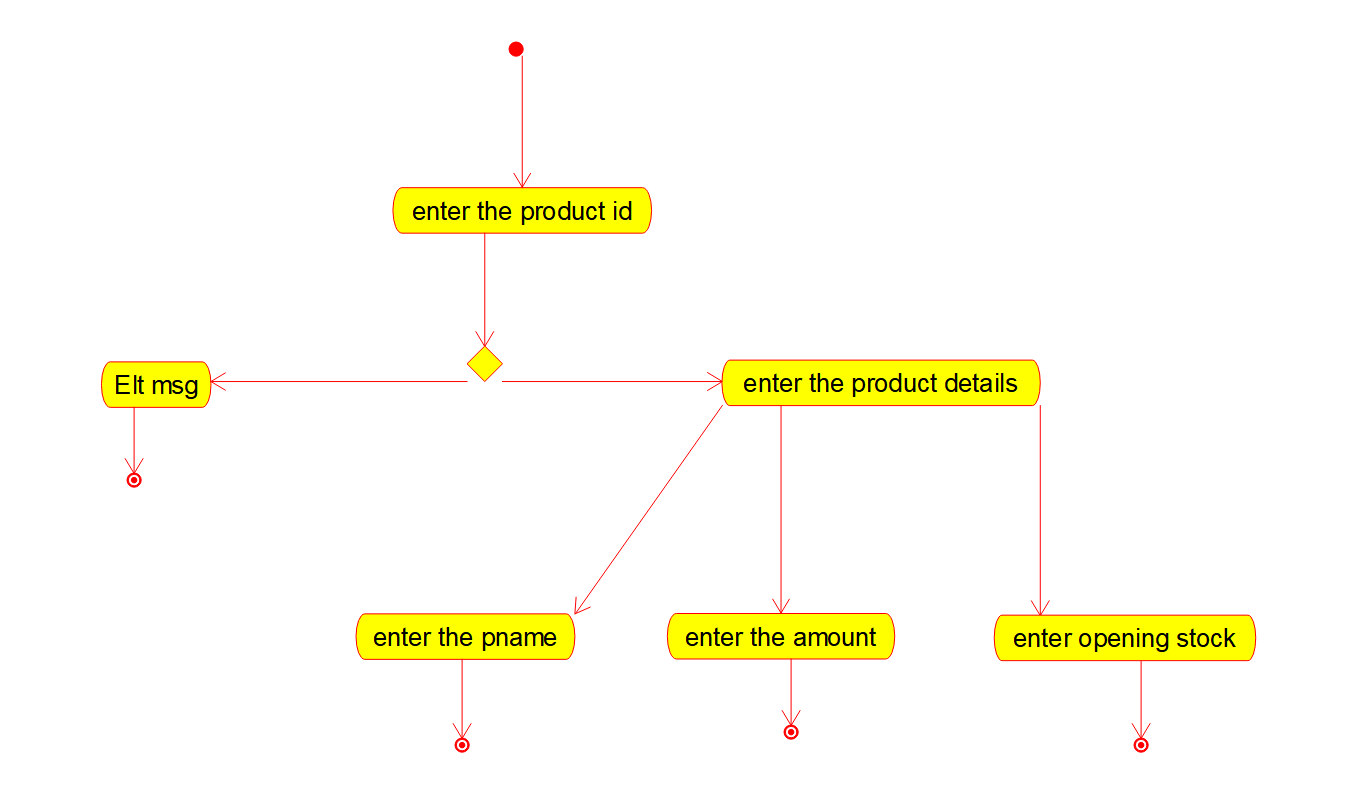 enter the product id
Elt msg
enter the product details
enter the pname
enter the amount
enter opening stock